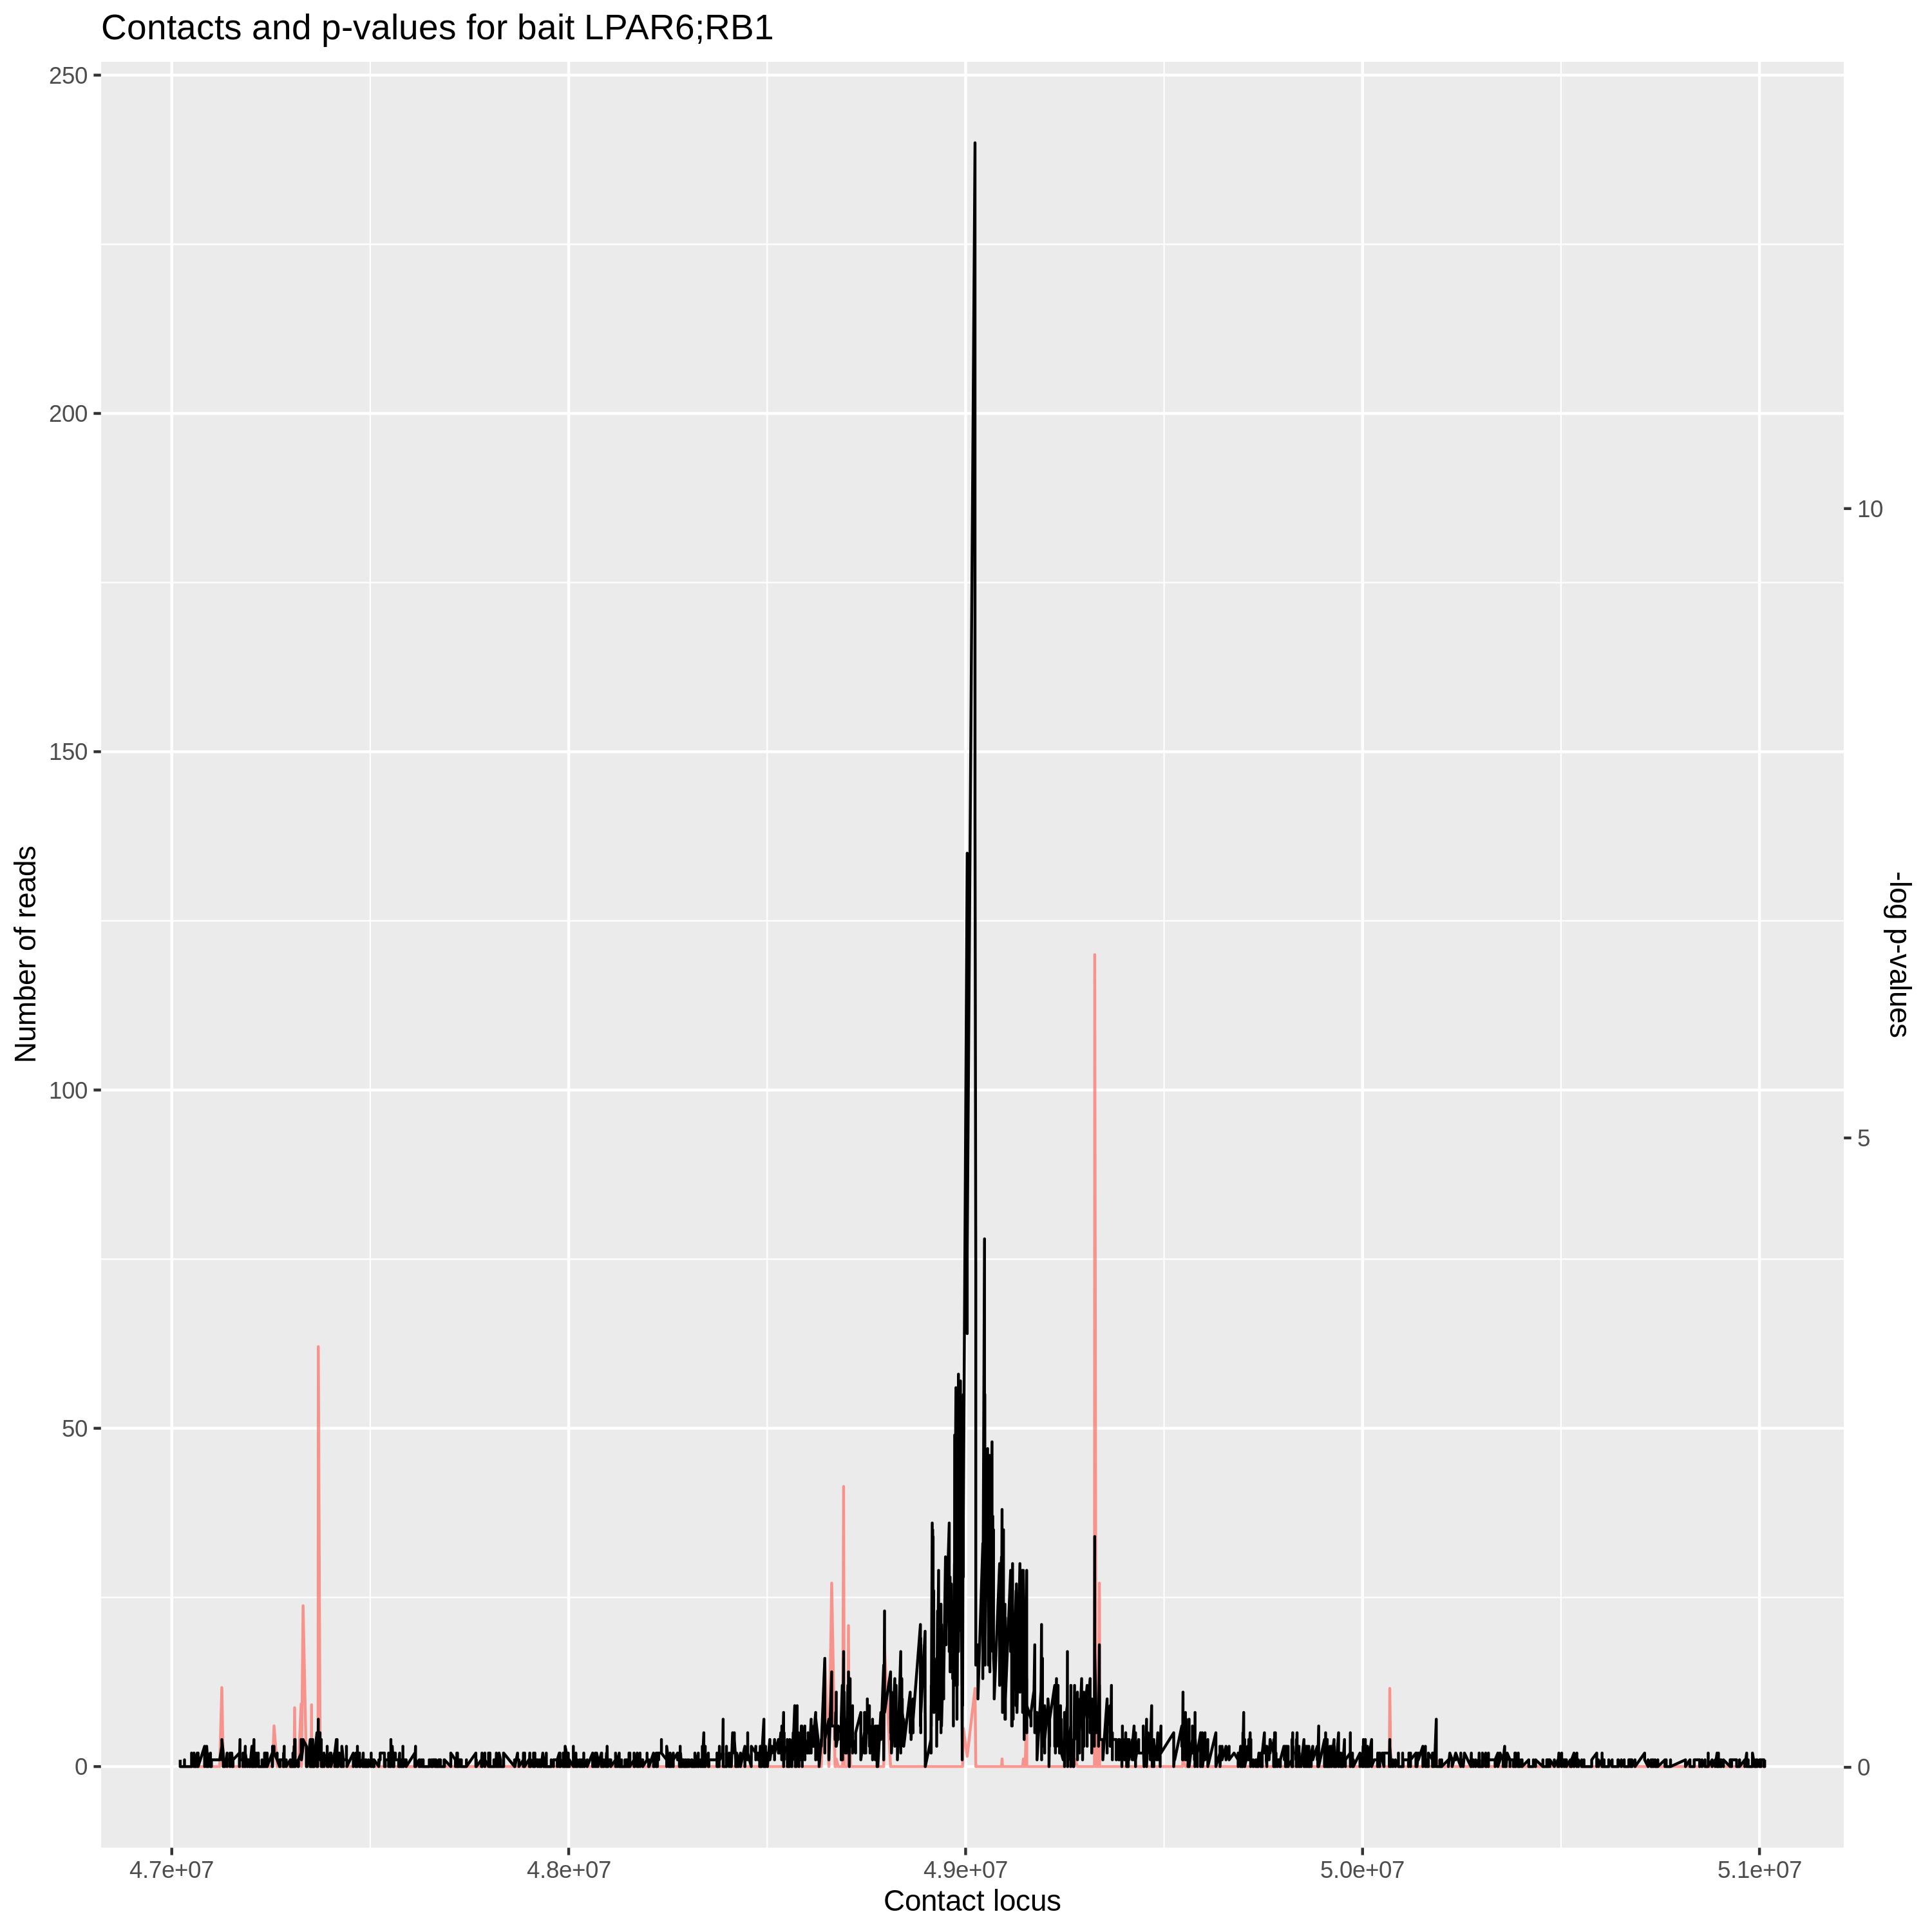 Contacts and p-values for bait LPAR6;RB1
250
200
150
100
50
0
Number of reads
10
5
0
-log p-values
4.7e+07
4.8e+07
4.9e+07
5.0e+07
5.1e+07
Contact locus